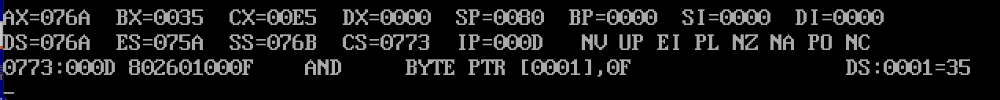 AX=076A  BX=0035  CX=00E5  DX=0000  SP=0080  BP=0000  SI=0000  DI=0000
DS=076A  ES=075A  SS=076B  CS=0773  IP=000D   NV UP EI PL NZ NA PO NC
0773:000D 802601000F    AND     BYTE PTR [0001],0F                 DS:0001=35
_